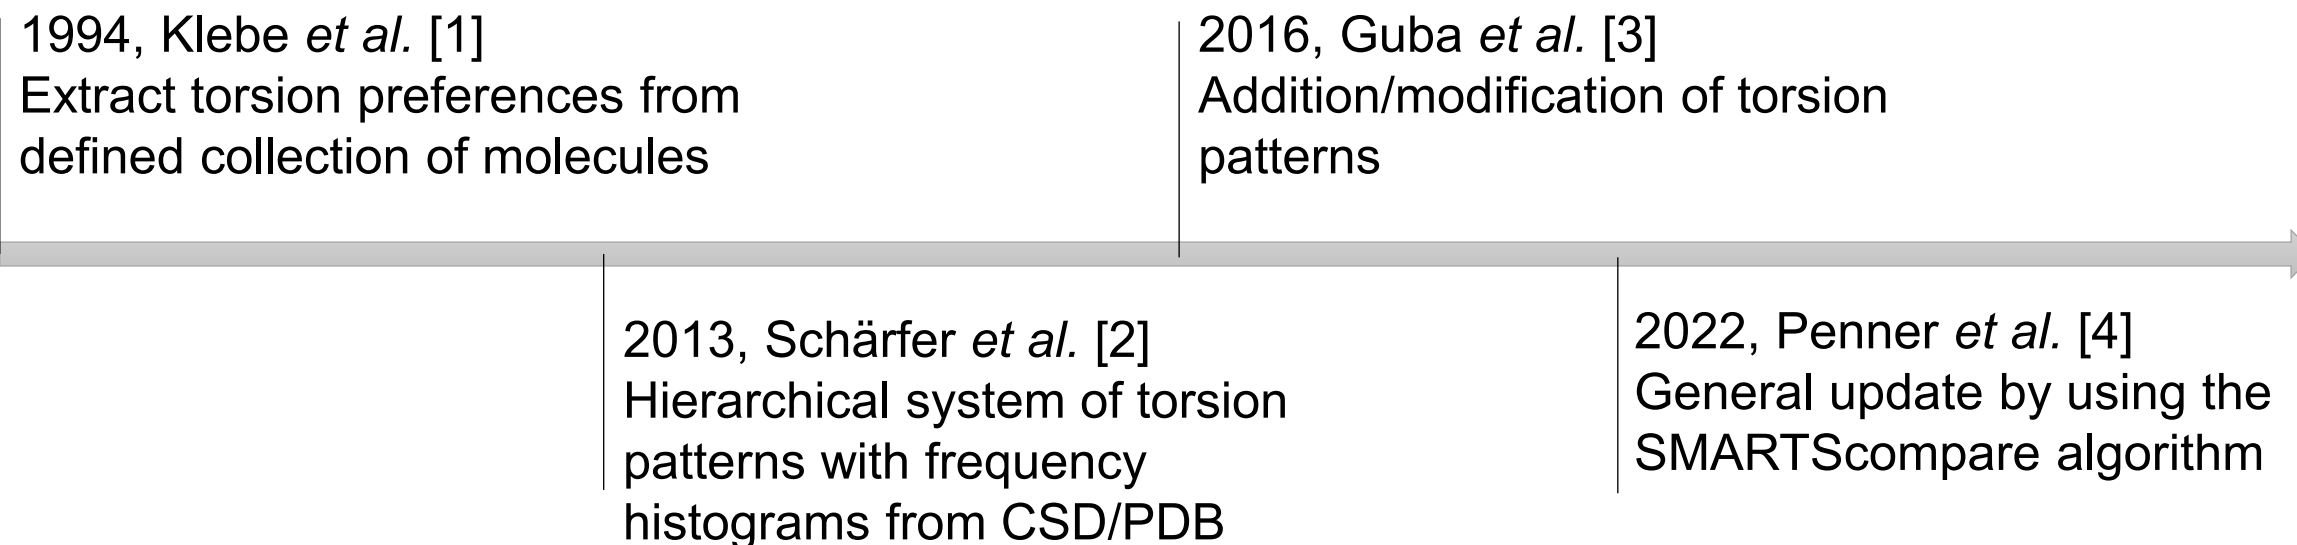 1994, Klebe et al. [1]
Extract torsion preferences from
defined collection of molecules
2013, Schärfer et al. [2]
Hierarchical system of torsion
patterns with frequency
histograms from CSD/PDB
2016, Guba et al. [3]
Addition/modification of torsion
patterns
2022, Penner et al. [4]
General update by using the
SMARTScompare algorithm